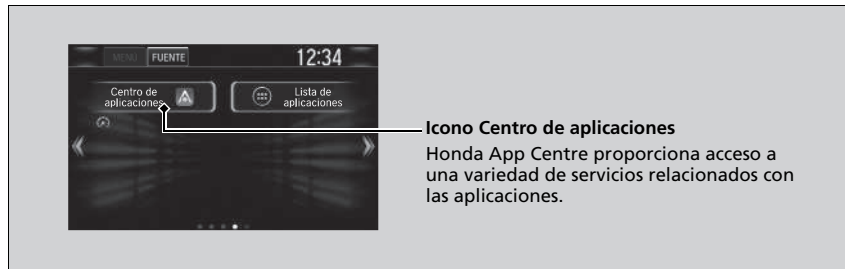 MENÚ FUENTE 12:34
Centro de aplicaciones
Lista de aplicaciones
Icono Centro de aplicaciones
Honda App Centre proporciona acceso a
una variedad de servicios relacionados con
las aplicaciones.